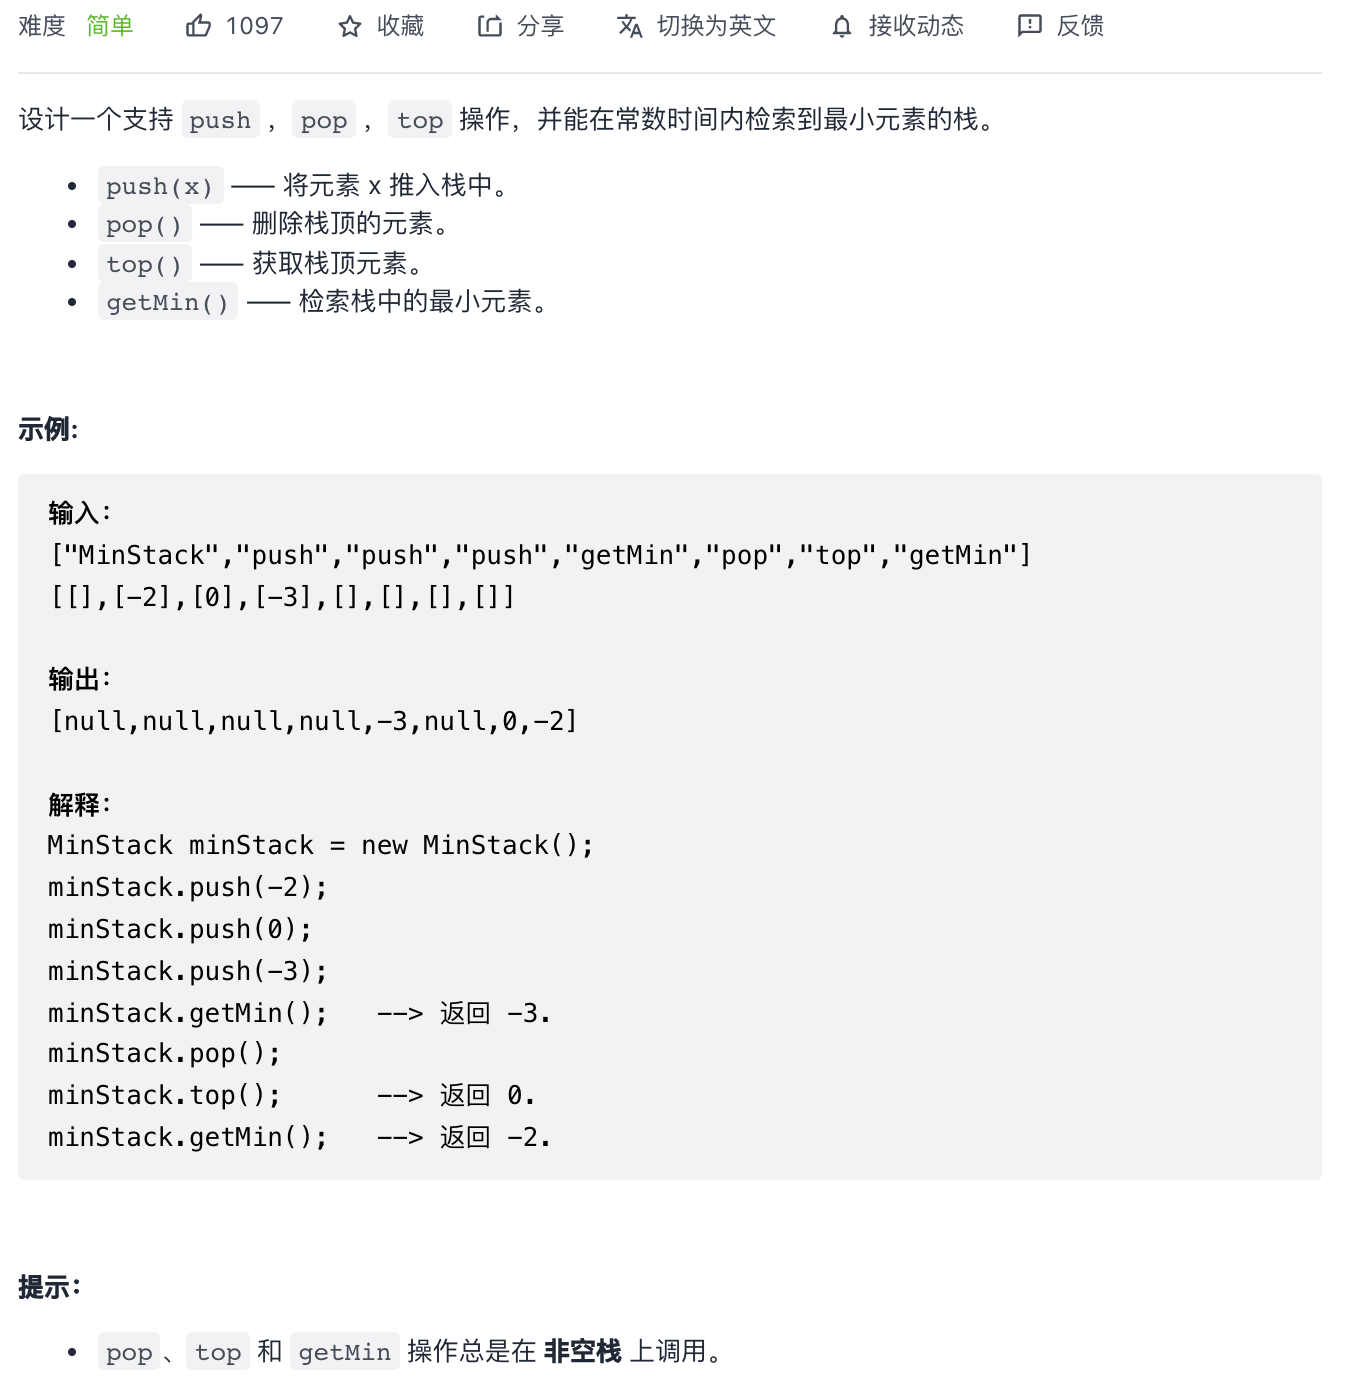 难度 简单 1097 收藏 分享 切换为英文 接收动态 反馈
设计一个支持 push ，pop ，top 操作，并能在常数时间内检索到最小元素的栈。
• push(x) —— 将元素 x 推入栈中。
• pop() —— 删除栈顶的元素。
• top() —— 获取栈顶元素。
• getMin() —— 检索栈中的最小元素。
示例:
输入：
["MinStack","push","push","push","getMin","pop","top","getMin"]
[[],[-2],[0],[-3],[],[],[],[]]
输出：
[null,null,null,null,-3,null,0,-2]
解释：
MinStack minStack = new MinStack();
minStack.push(-2);
minStack.push(0);
minStack.push(-3);
minStack.getMin();   --> 返回 -3.
minStack.pop();
minStack.top();      --> 返回 0.
minStack.getMin();   --> 返回 -2.
提示：
• pop、top 和 getMin 操作总是在 非空栈 上调用。